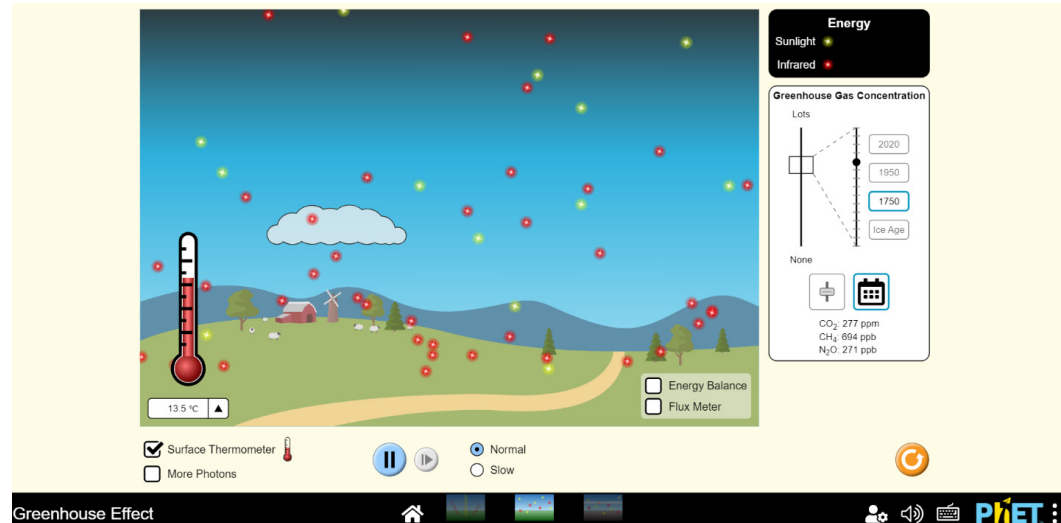 Energy
Sunlight
Infrared
Greenhouse Gas Concentration
Lots
2020
1950
1750
Ice Age
None
CO₂: 277 ppm
CH₄: 694 ppb
N₂O: 271 ppb
Energy Balance
Flux Meter
13.5 °C
Surface Thermometer
More Photons
Normal
Slow
Greenhouse Effect
PhET